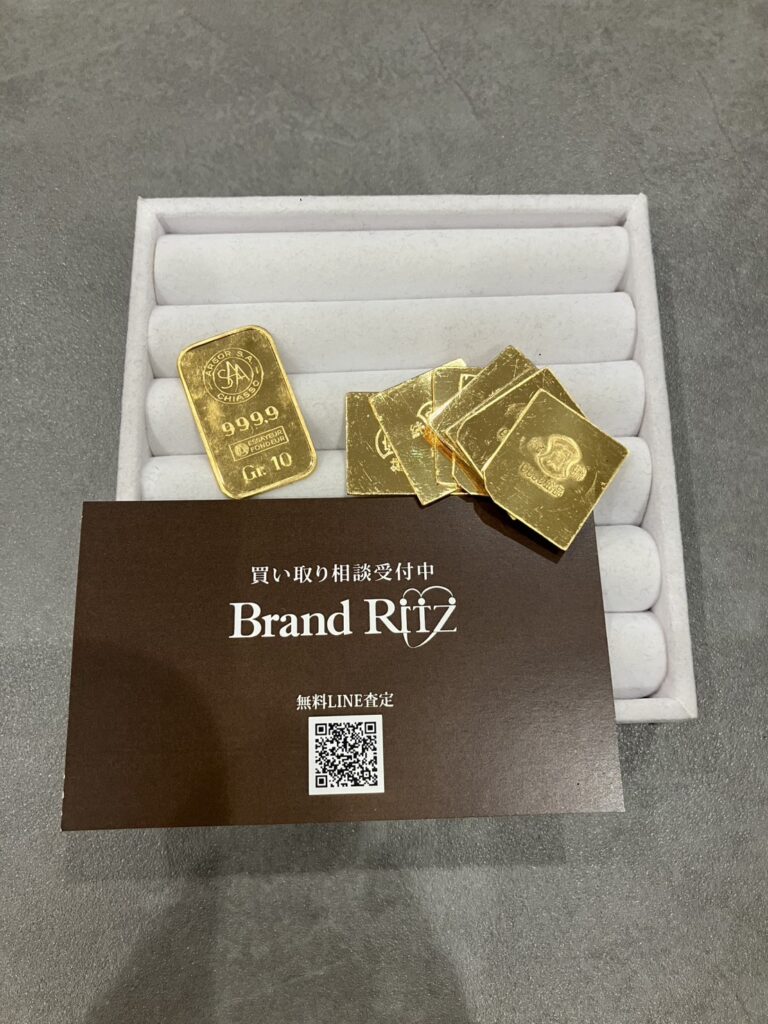 ARGOR S.A.
CHIASSO
999,9
ESSAYEUR
FONDEUR
Gr. 10
買い取り相談受付中
Brand Ritz
無料LINE査定